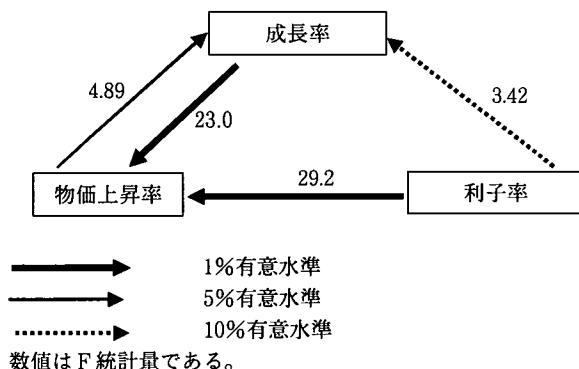 成長率
4.89
3.42
23.0
物価上昇率
29.2
利子率
1%有意水準
5%有意水準
10%有意水準
数値はF統計量である。